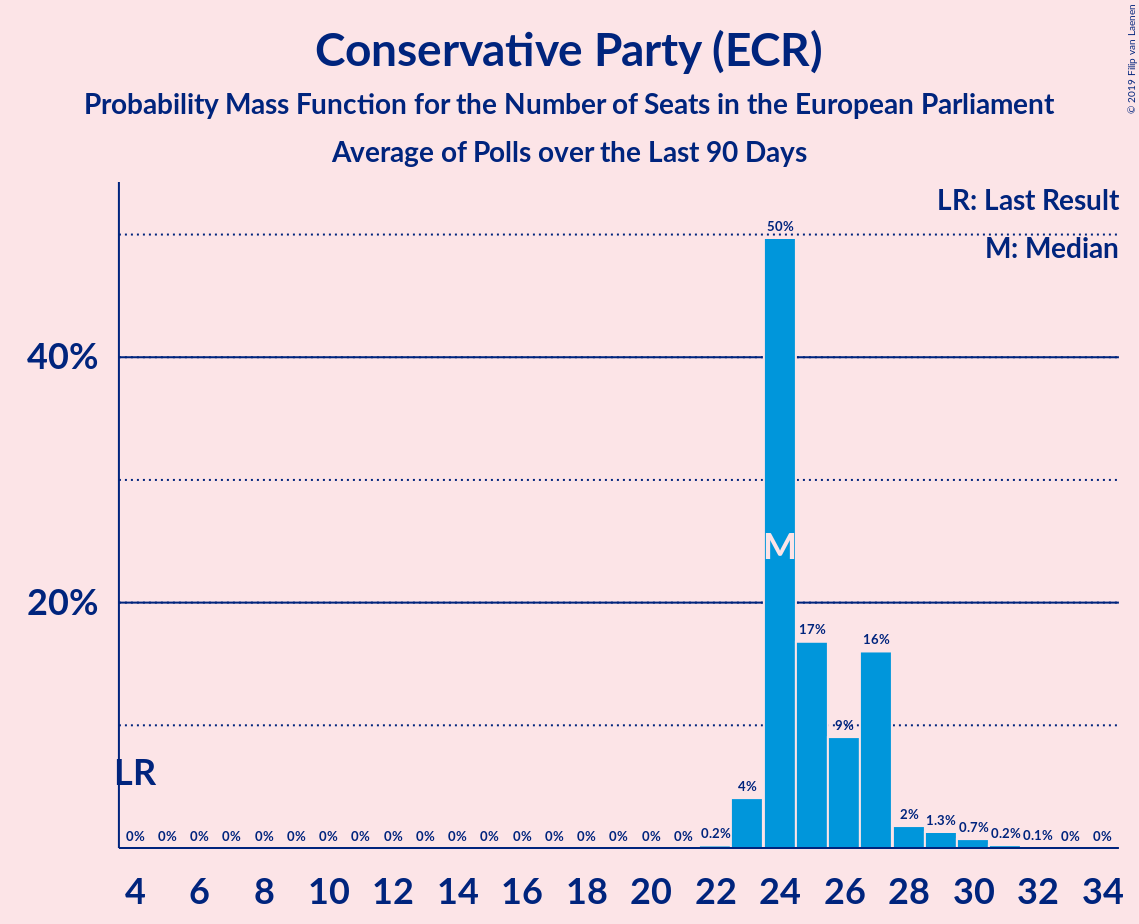 Conservative Party (ECR)
Probability Mass Function for the Number of Seats in the European Parliament
Average of Polls over the Last 90 Days
© 2019 Filip van Laenen
LR: Last Result
M: Median
50%
40%
M
20%
17%
16%
9%
LR
4%
0% 0% 0% 0% 0% 0% 0% 0% 0% 0% 0% 0% 0% 0% 0% 0% 0% 0% 0.2% 2% 1.3% 0.7% 0.2% 0.1% 0% 0%
4 6 8 10 12 14 16 18 20 22 24 26 28 30 32 34